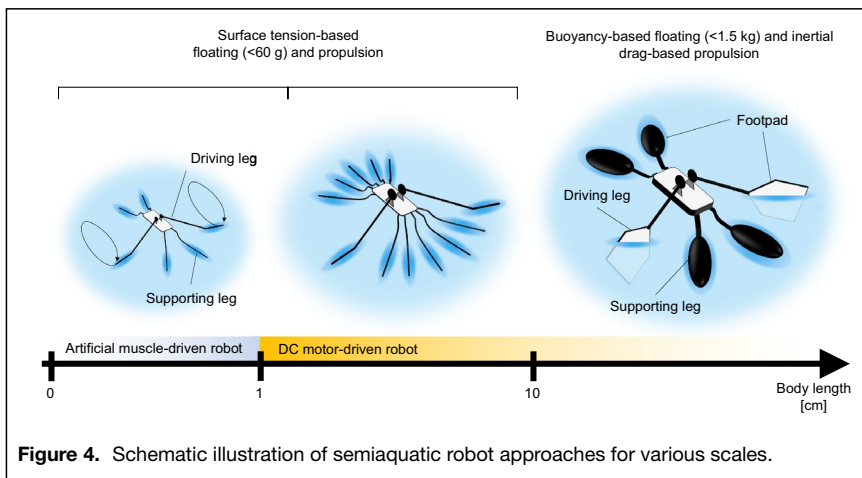 Surface tension-based
floating (<60 g) and propulsion
Buoyancy-based floating (<1.5 kg) and inertial
drag-based propulsion
Footpad
Driving leg
Driving leg
Supporting leg
Supporting leg
Artificial muscle-driven robot
DC motor-driven robot
0
1
10
Body length
[cm]
Figure 4. Schematic illustration of semiaquatic robot approaches for various scales.